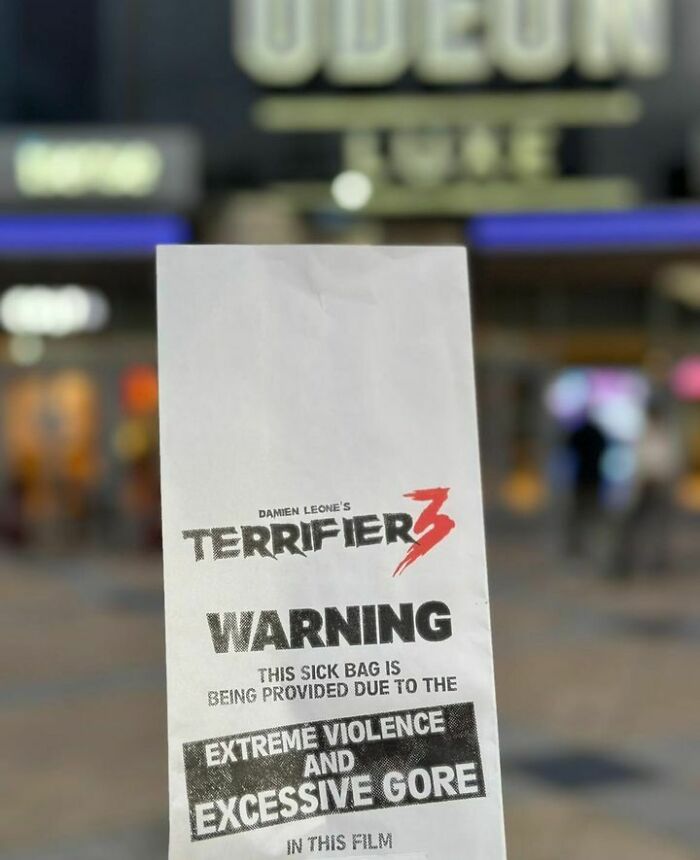 ODEON
LUXE
DAMIEN LEONE'S
TERRIFIER 3
WARNING
THIS SICK BAG IS
BEING PROVIDED DUE TO THE
EXTREME VIOLENCE
AND
EXCESSIVE GORE
IN THIS FILM